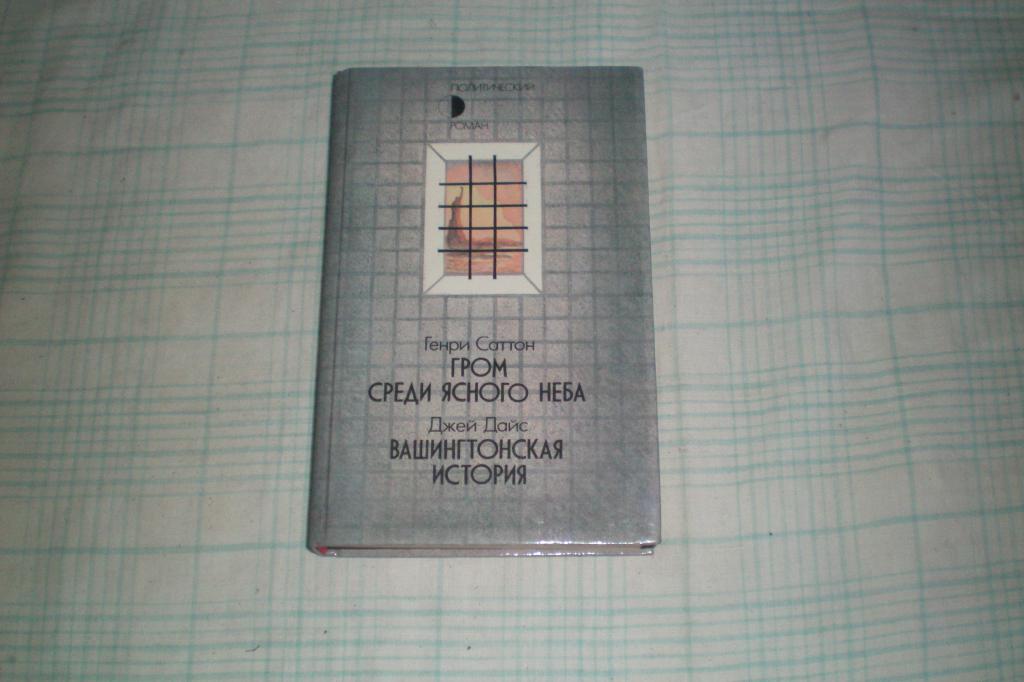 ПОЛИТИЧЕСКИЙ
РОМАН
Генри Саттон
ГРОМ
СРЕДИ ЯСНОГО НЕБА
Джей Дайс
ВАШИНГТОНСКАЯ
ИСТОРИЯ